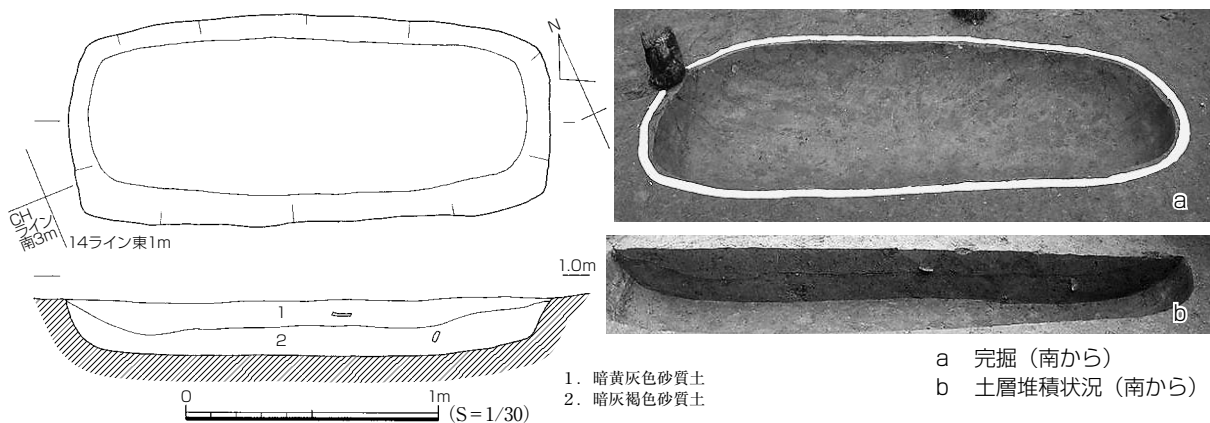 N
CH
ライン
南3m
14ライン東1m
1.0m
1
2
0 1m
(S=1/30)
1. 暗黄灰色砂質土
2. 暗灰褐色砂質土
a
b
a 完掘（南から）
b 土層堆積状況（南から）